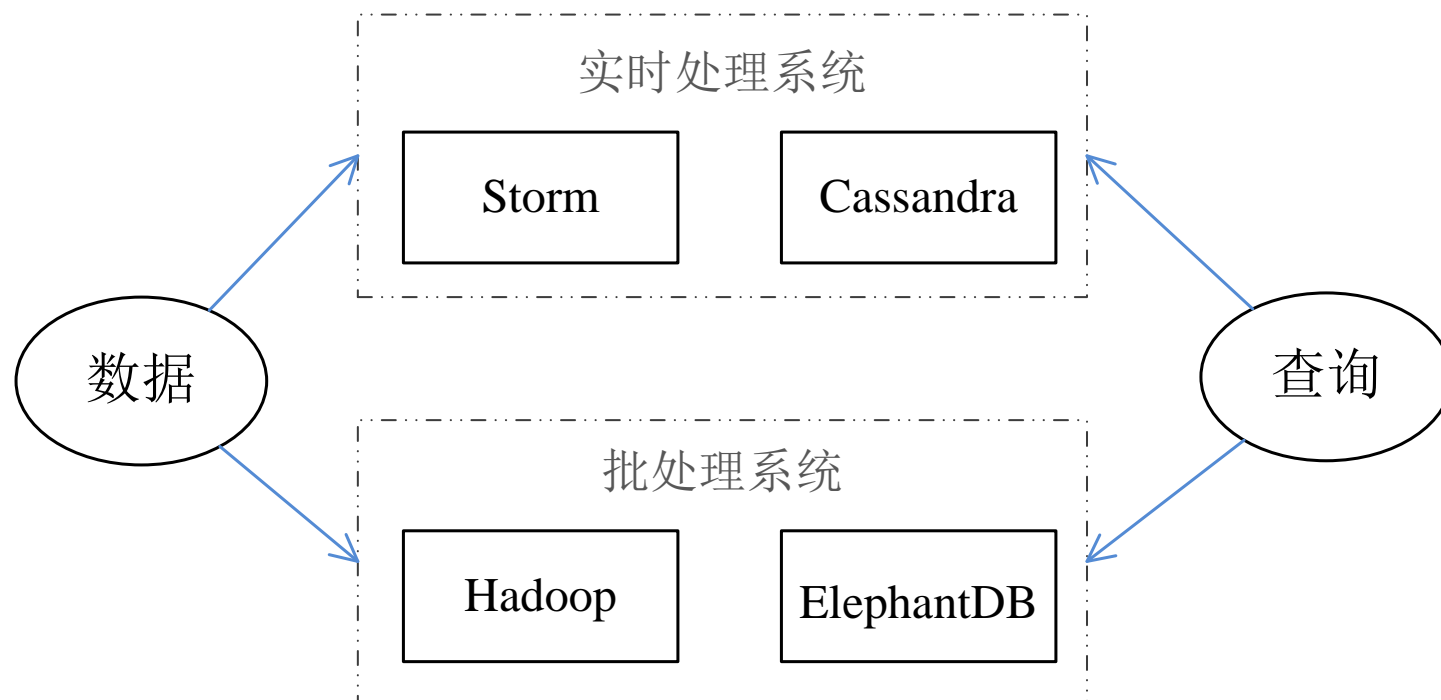 实时处理系统
Storm
Cassandra
数据
查询
批处理系统
Hadoop
ElephantDB